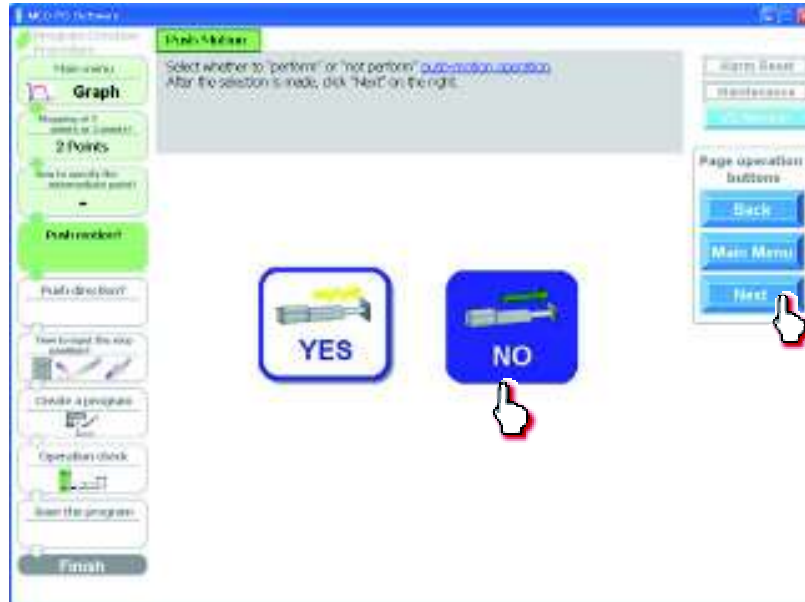 Push Motion
Select whether to "perform" or "not perform" push-motion operation.
After the selection is made, click "Next" on the right.
Main menu
Graph
2 Points
-
Push motion?
Push direction?
Create a program
Operation check
Save the program
Finish
YES
NO
Alarm Reset
Maintenance
Page operation
buttons
Back
Main Menu
Next